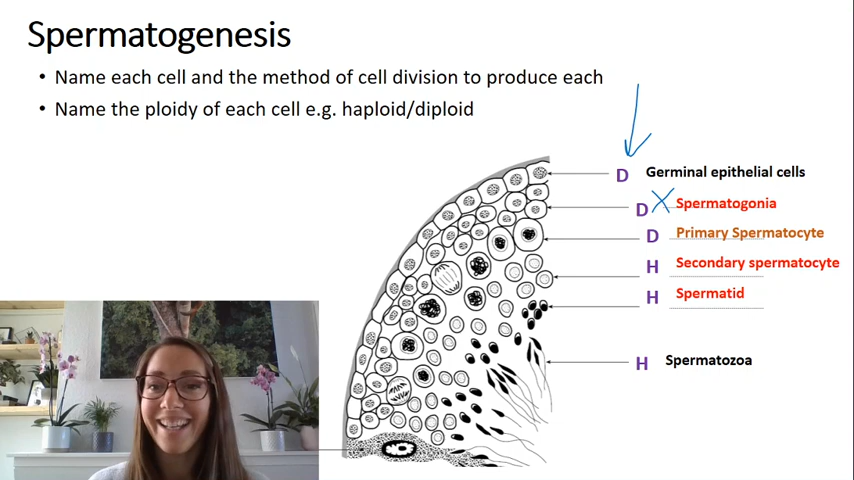 Spermatogenesis
• Name each cell and the method of cell division to produce each
• Name the ploidy of each cell e.g. haploid/diploid
D Germinal epithelial cells
D Spermatogonia
D Primary Spermatocyte
H Secondary spermatocyte
H Spermatid
H Spermatozoa